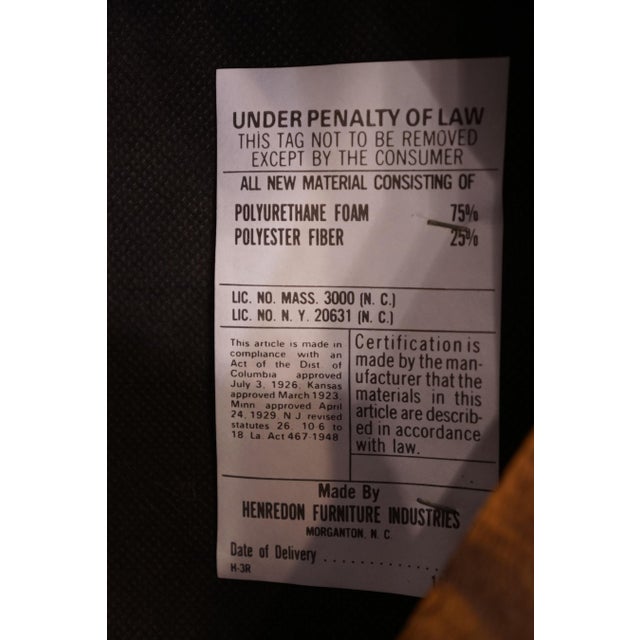 UNDER PENALTY OF LAW
THIS TAG NOT TO BE REMOVED
EXCEPT BY THE CONSUMER
ALL NEW MATERIAL CONSISTING OF
POLYURETHANE FOAM 75%
POLYESTER FIBER 25%
LIC. NO. MASS. 3000 (N. C.)
LIC. NO. N. Y. 20631 (N. C.)
This article is made in
compliance with an
Act of the Dist. of
Columbia approved
July 3, 1926, Kansas
approved March 1923,
Minn approved April
24, 1929. N J revised
statutes 26. 10 6 to
18 La. Act 467-1948
Certification is
made by the man-
ufacturer that the
materials in this
article are describ-
ed in accordance
with law.
Made By
HENREDON FURNITURE INDUSTRIES
MORGANTON, N. C.
Date of Delivery
H-3R